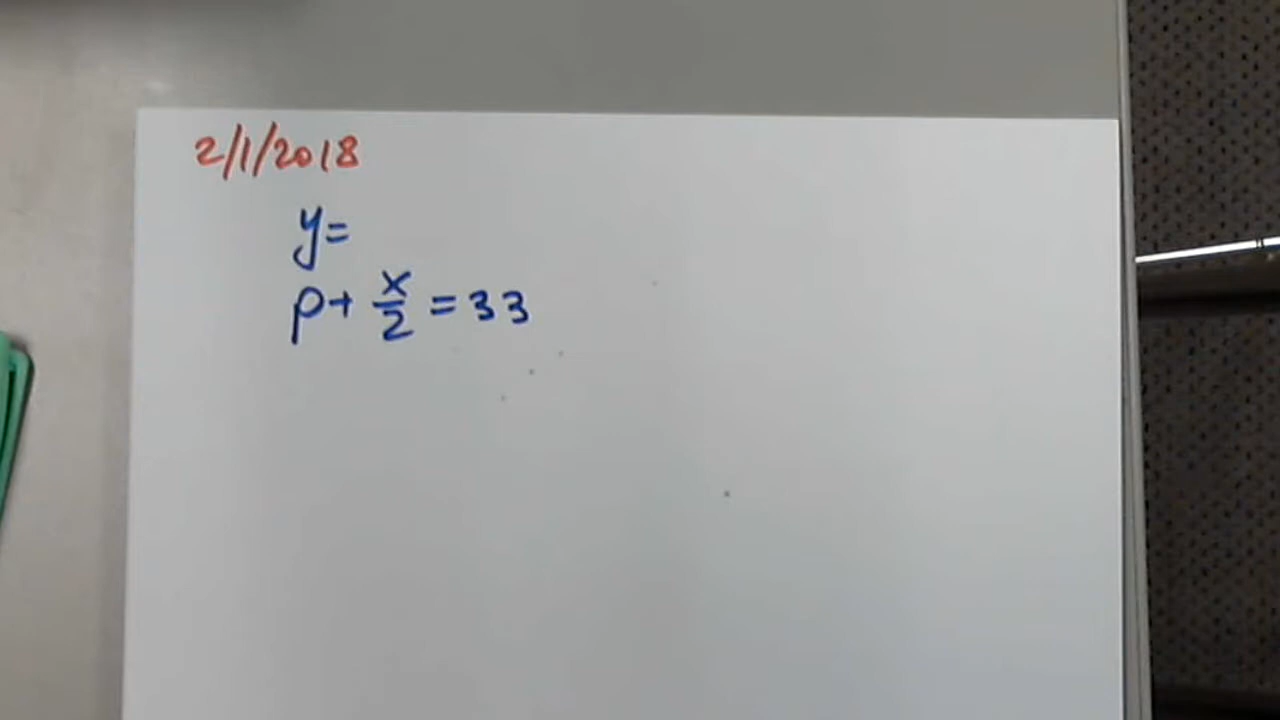 2/1/2018
y=
p+ x/2 = 33